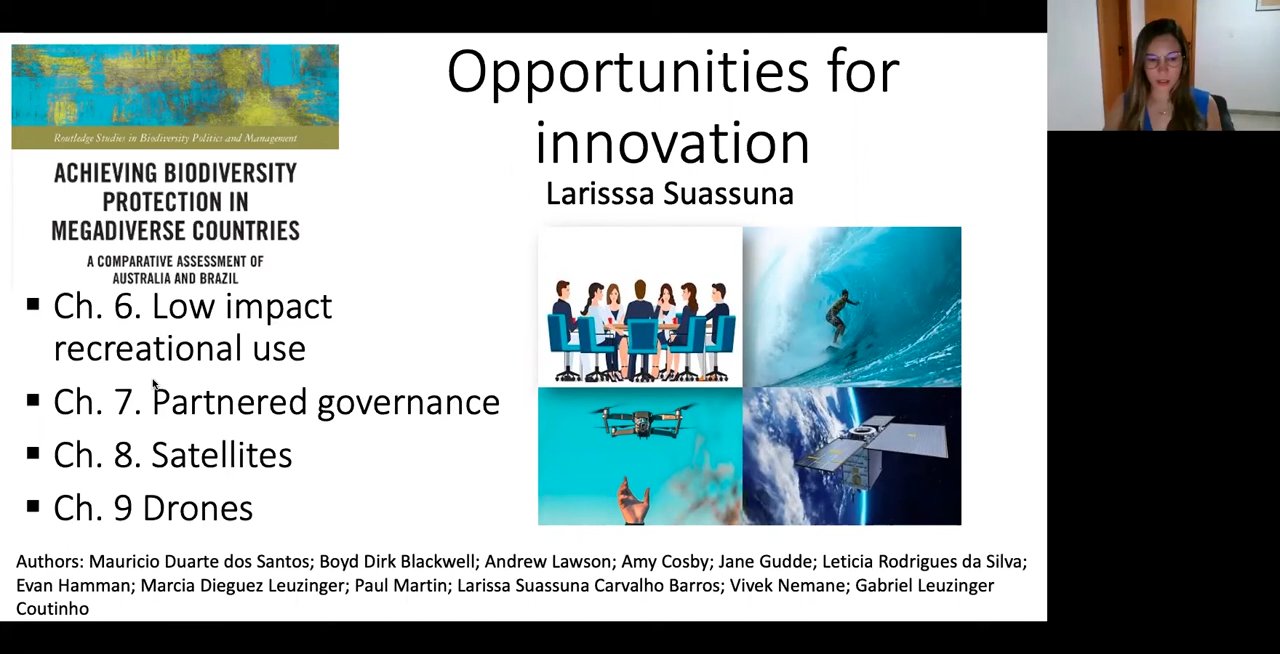 Opportunities for
innovation
Larisssa Suassuna
Routledge Studies in Biodiversity Politics and Management
ACHIEVING BIODIVERSITY
PROTECTION IN
MEGADIVERSE COUNTRIES
A COMPARATIVE ASSESSMENT OF
AUSTRALIA AND BRAZIL
▪ Ch. 6. Low impact
recreational use
▪ Ch. 7. Partnered governance
▪ Ch. 8. Satellites
▪ Ch. 9 Drones
Authors: Mauricio Duarte dos Santos; Boyd Dirk Blackwell; Andrew Lawson; Amy Cosby; Jane Gudde; Leticia Rodrigues da Silva;
Evan Hamman; Marcia Dieguez Leuzinger; Paul Martin; Larissa Suassuna Carvalho Barros; Vivek Nemane; Gabriel Leuzinger
Coutinho